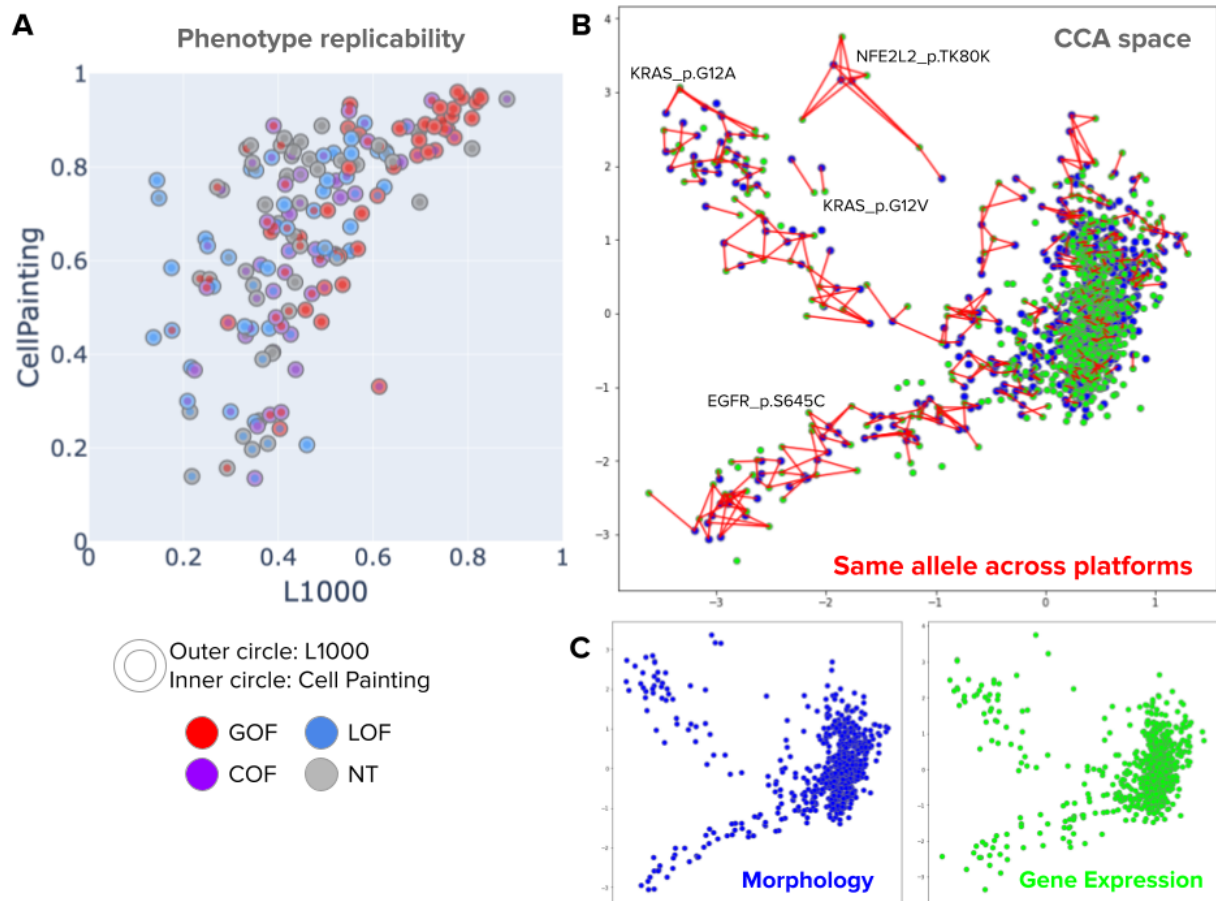 A
Phenotype replicability
1
0.8
0.6
0.4
0.2
0
CellPainting
0
0.2
0.4
0.6
0.8
1
L1000
Outer circle: L1000
Inner circle: Cell Painting
GOF
LOF
COF
NT
B
CCA space
4
3
2
1
0
−1
−2
−3
NFE2L2_p.TK80K
KRAS_p.G12A
KRAS_p.G12V
EGFR_p.S645C
Same allele across platforms
−3
−2
−1
0
1
C
Morphology
Gene Expression